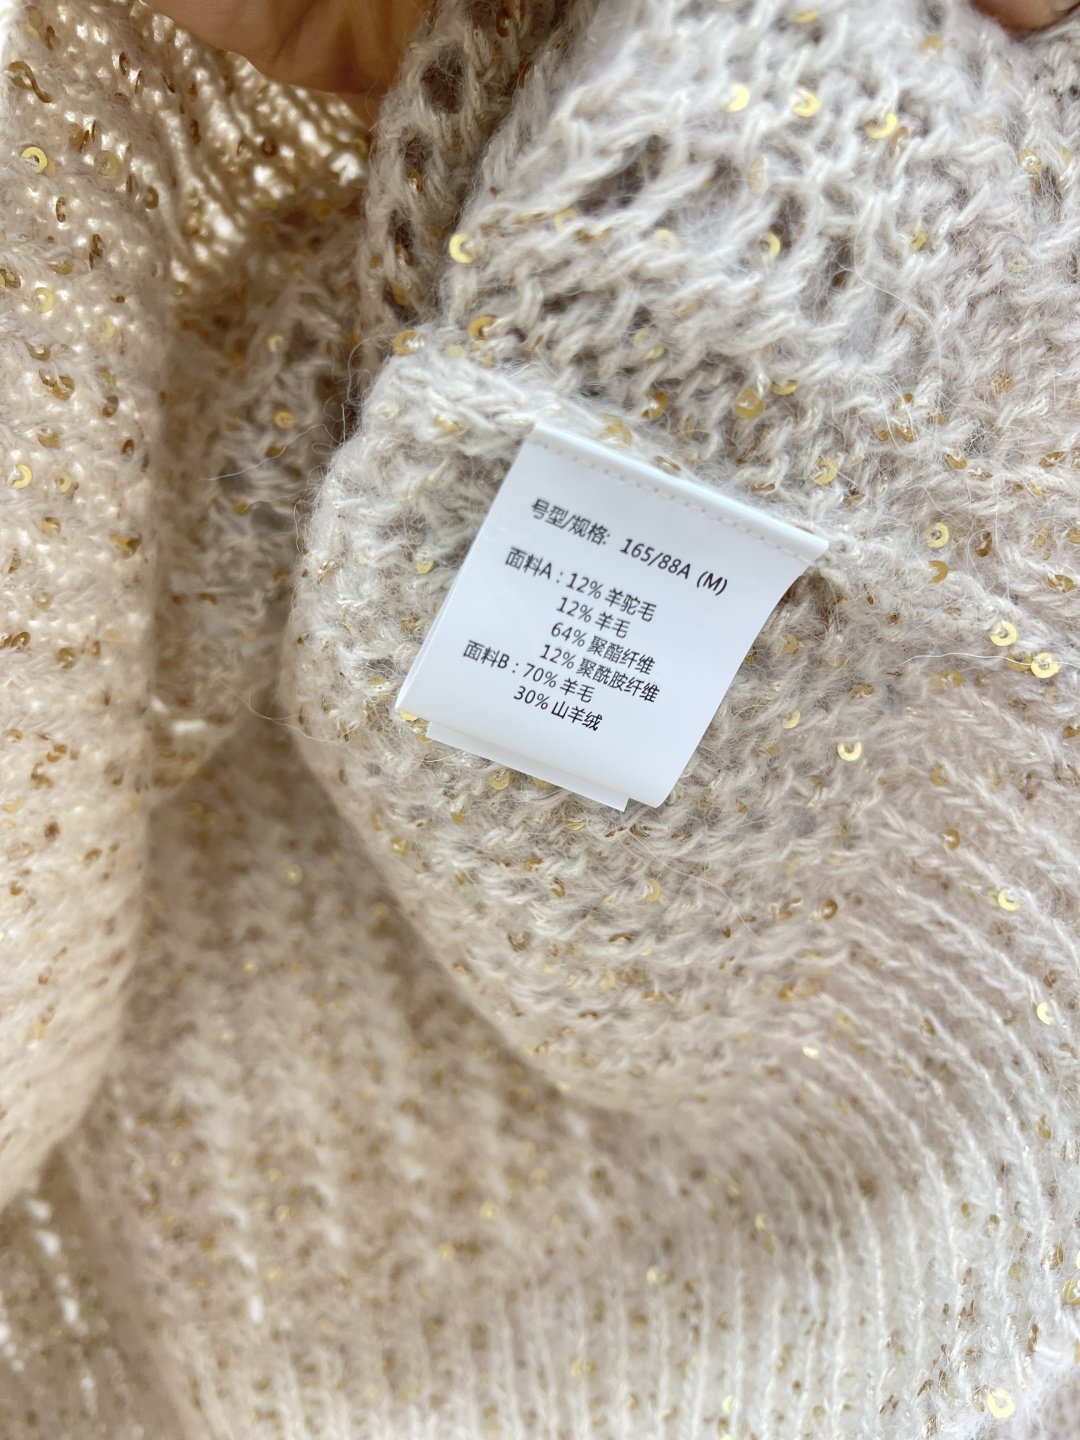 号型/规格: 165/88A (M)
面料A：12% 羊驼毛
12% 羊毛
64% 聚酯纤维
12% 聚酰胺纤维
面料B：70% 羊毛
30% 山羊绒